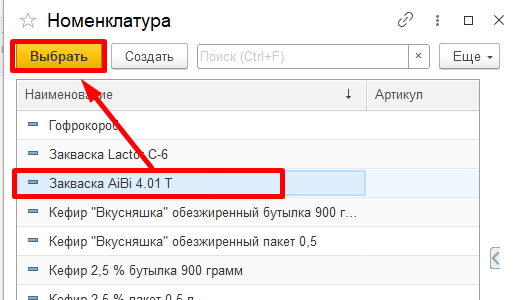 Номенклатура
Выбрать Создать Поиск (Ctrl+F) × Еще
Наименование ↓ Артикул
Гофрокороб
Закваска Lactor C-6
Закваска AiBi 4.01 Т
Кефир "Вкусняшка" обезжиренный бутылка 900 г...
Кефир "Вкусняшка" обезжиренный пакет 0,5
Кефир 2,5 % бутылка 900 грамм
Кефир 2,5 % пакет 0,5 л